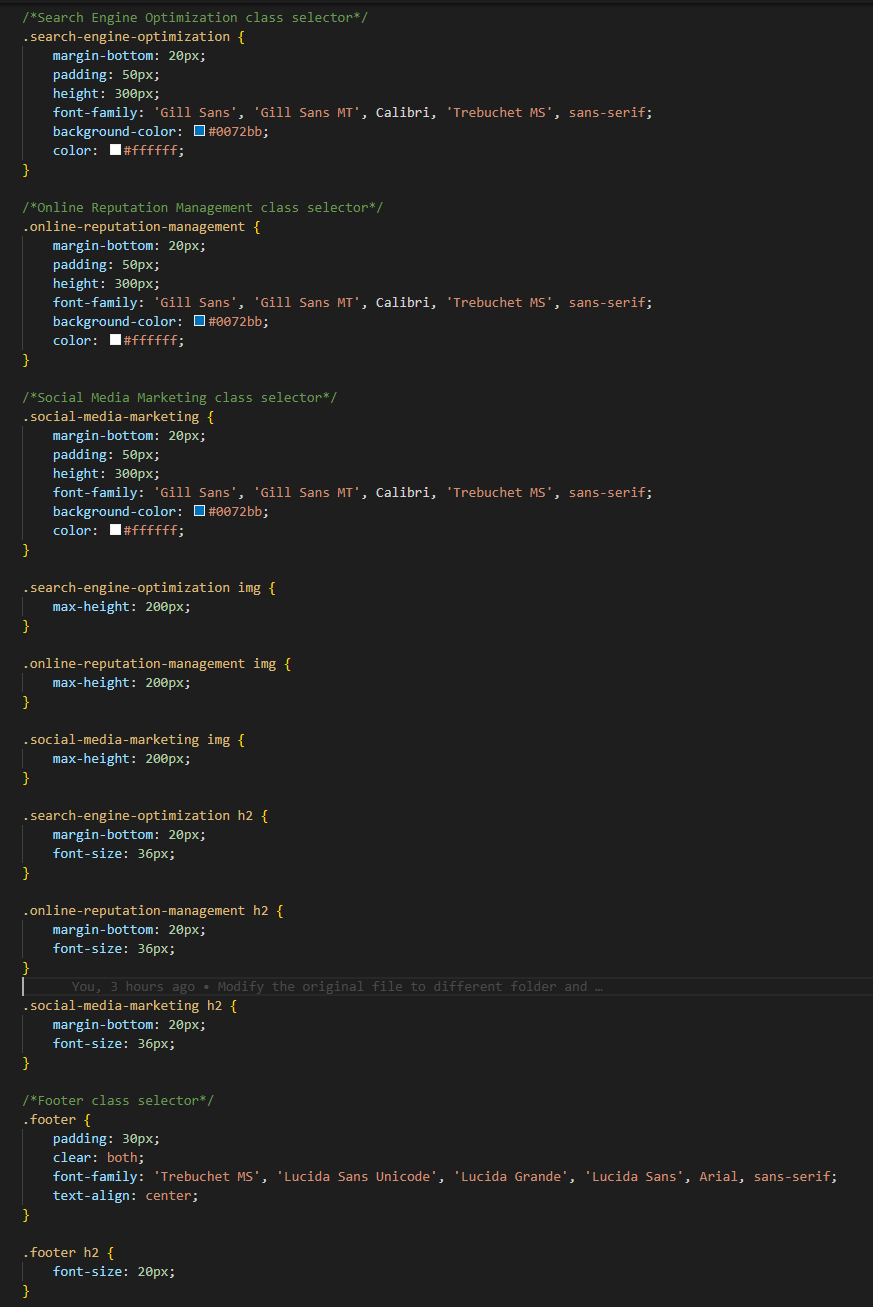 /*Search Engine Optimization class selector*/
.search-engine-optimization {
    margin-bottom: 20px;
    padding: 50px;
    height: 300px;
    font-family: 'Gill Sans', 'Gill Sans MT', Calibri, 'Trebuchet MS', sans-serif;
    background-color: #0072bb;
    color: #ffffff;
}

/*Online Reputation Management class selector*/
.online-reputation-management {
    margin-bottom: 20px;
    padding: 50px;
    height: 300px;
    font-family: 'Gill Sans', 'Gill Sans MT', Calibri, 'Trebuchet MS', sans-serif;
    background-color: #0072bb;
    color: #ffffff;
}

/*Social Media Marketing class selector*/
.social-media-marketing {
    margin-bottom: 20px;
    padding: 50px;
    height: 300px;
    font-family: 'Gill Sans', 'Gill Sans MT', Calibri, 'Trebuchet MS', sans-serif;
    background-color: #0072bb;
    color: #ffffff;
}

.search-engine-optimization img {
    max-height: 200px;
}

.online-reputation-management img {
    max-height: 200px;
}

.social-media-marketing img {
    max-height: 200px;
}

.search-engine-optimization h2 {
    margin-bottom: 20px;
    font-size: 36px;
}

.online-reputation-management h2 {
    margin-bottom: 20px;
    font-size: 36px;
}
You, 3 hours ago • Modify the original file to different folder and …
.social-media-marketing h2 {
    margin-bottom: 20px;
    font-size: 36px;
}

/*Footer class selector*/
.footer {
    padding: 30px;
    clear: both;
    font-family: 'Trebuchet MS', 'Lucida Sans Unicode', 'Lucida Grande', 'Lucida Sans', Arial, sans-serif;
    text-align: center;
}

.footer h2 {
    font-size: 20px;
}